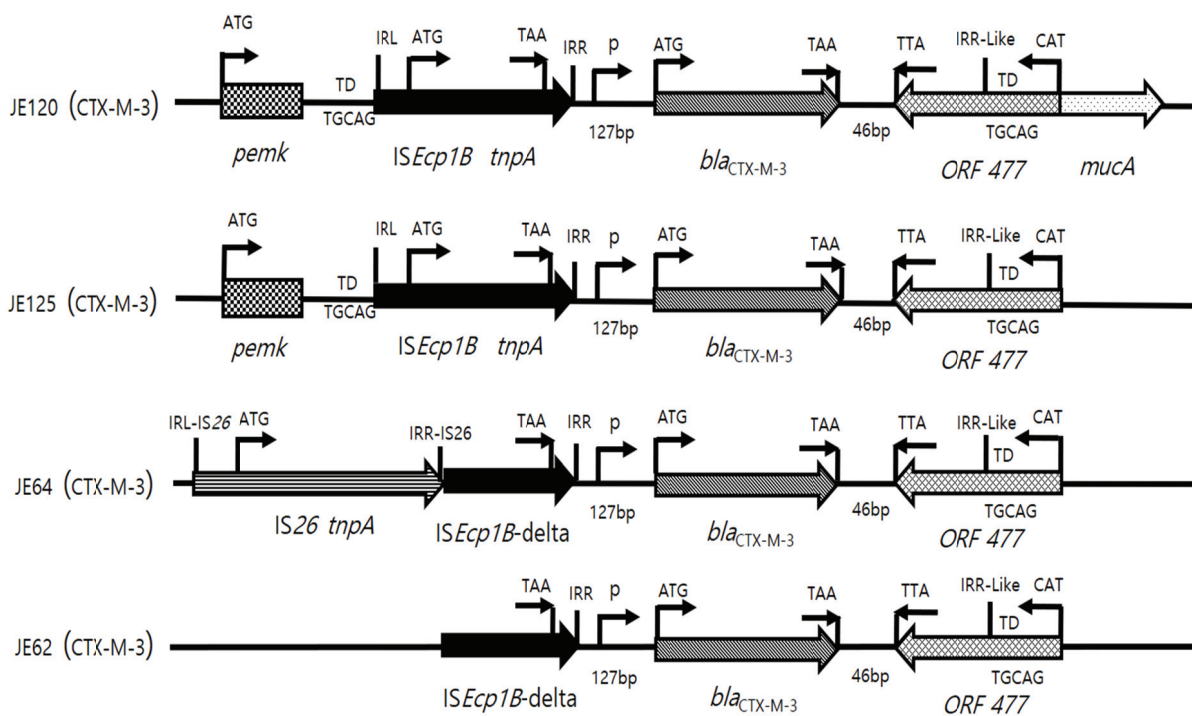 ATG IRL ATG TAA IRR p ATG TAA TTA IRR-Like CAT
JE120 (CTX-M-3) TD TD
TGCAG 127bp 46bp TGCAG
pemk ISEcp1B tnpA blaCTX-M-3 ORF 477 mucA
ATG IRL ATG TAA IRR p ATG TAA TTA IRR-Like CAT
JE125 (CTX-M-3) TD TD
TGCAG 127bp 46bp TGCAG
pemk ISEcp1B tnpA blaCTX-M-3 ORF 477
IRL-IS26 ATG IRR-IS26 TAA IRR p ATG TAA TTA IRR-Like CAT
JE64 (CTX-M-3) TD
127bp 46bp TGCAG
IS26 tnpA ISEcp1B-delta blaCTX-M-3 ORF 477
TAA IRR p ATG TAA TTA IRR-Like CAT
JE62 (CTX-M-3) TD
127bp 46bp TGCAG
ISEcp1B-delta blaCTX-M-3 ORF 477